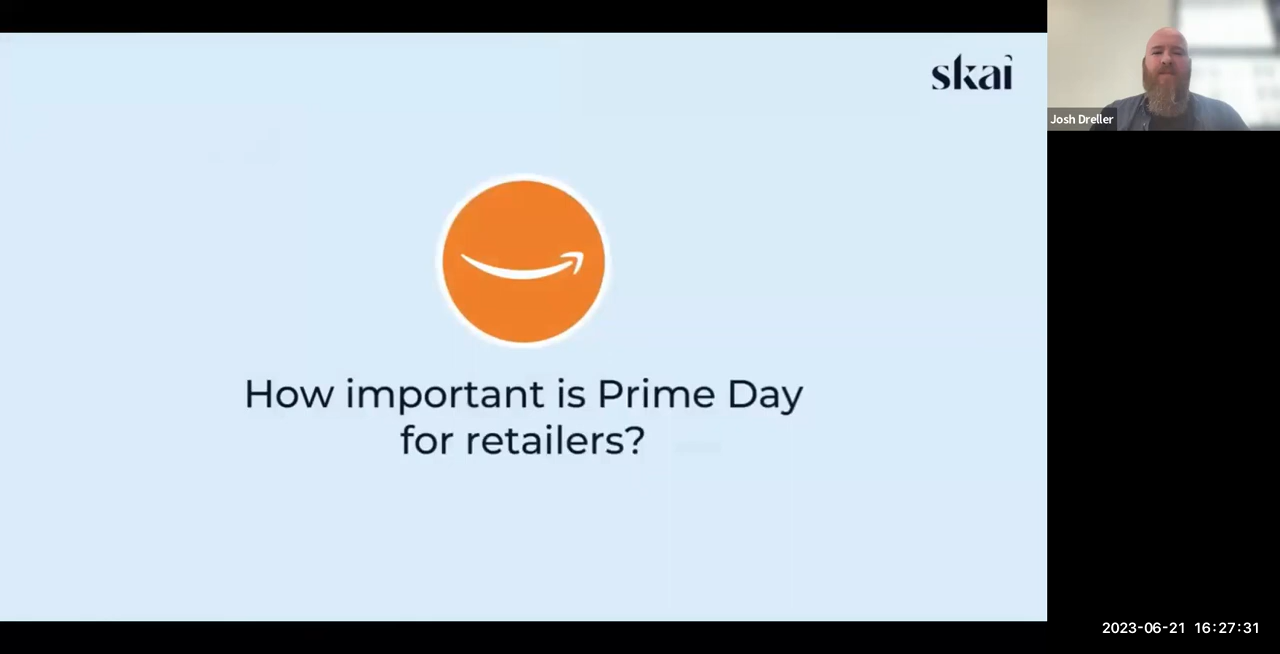 skai
Josh Dreller
How important is Prime Day
for retailers?
2023-06-21 16:27:31